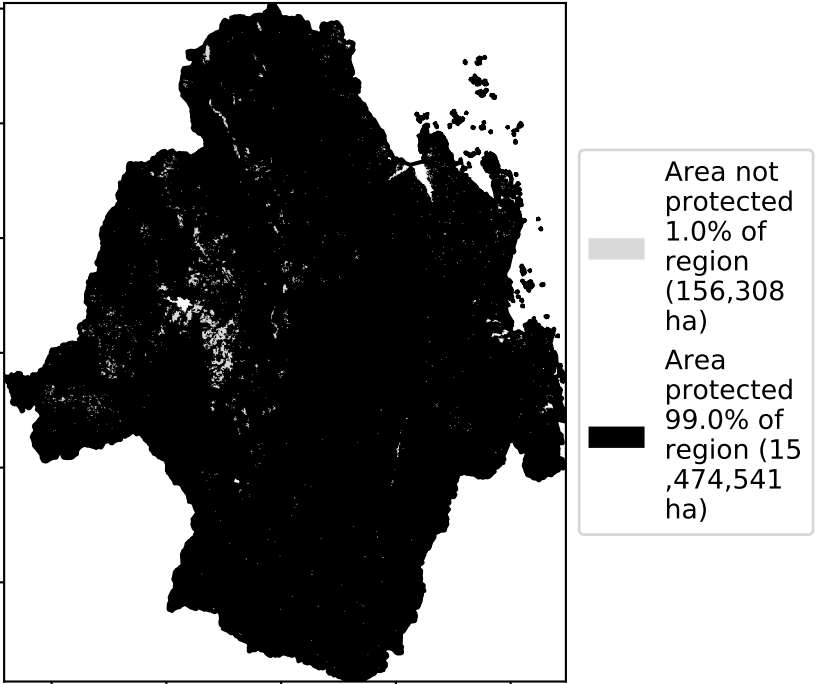 Area not
protected
1.0% of
region
(156,308
ha)
Area
protected
99.0% of
region (15
,474,541
ha)